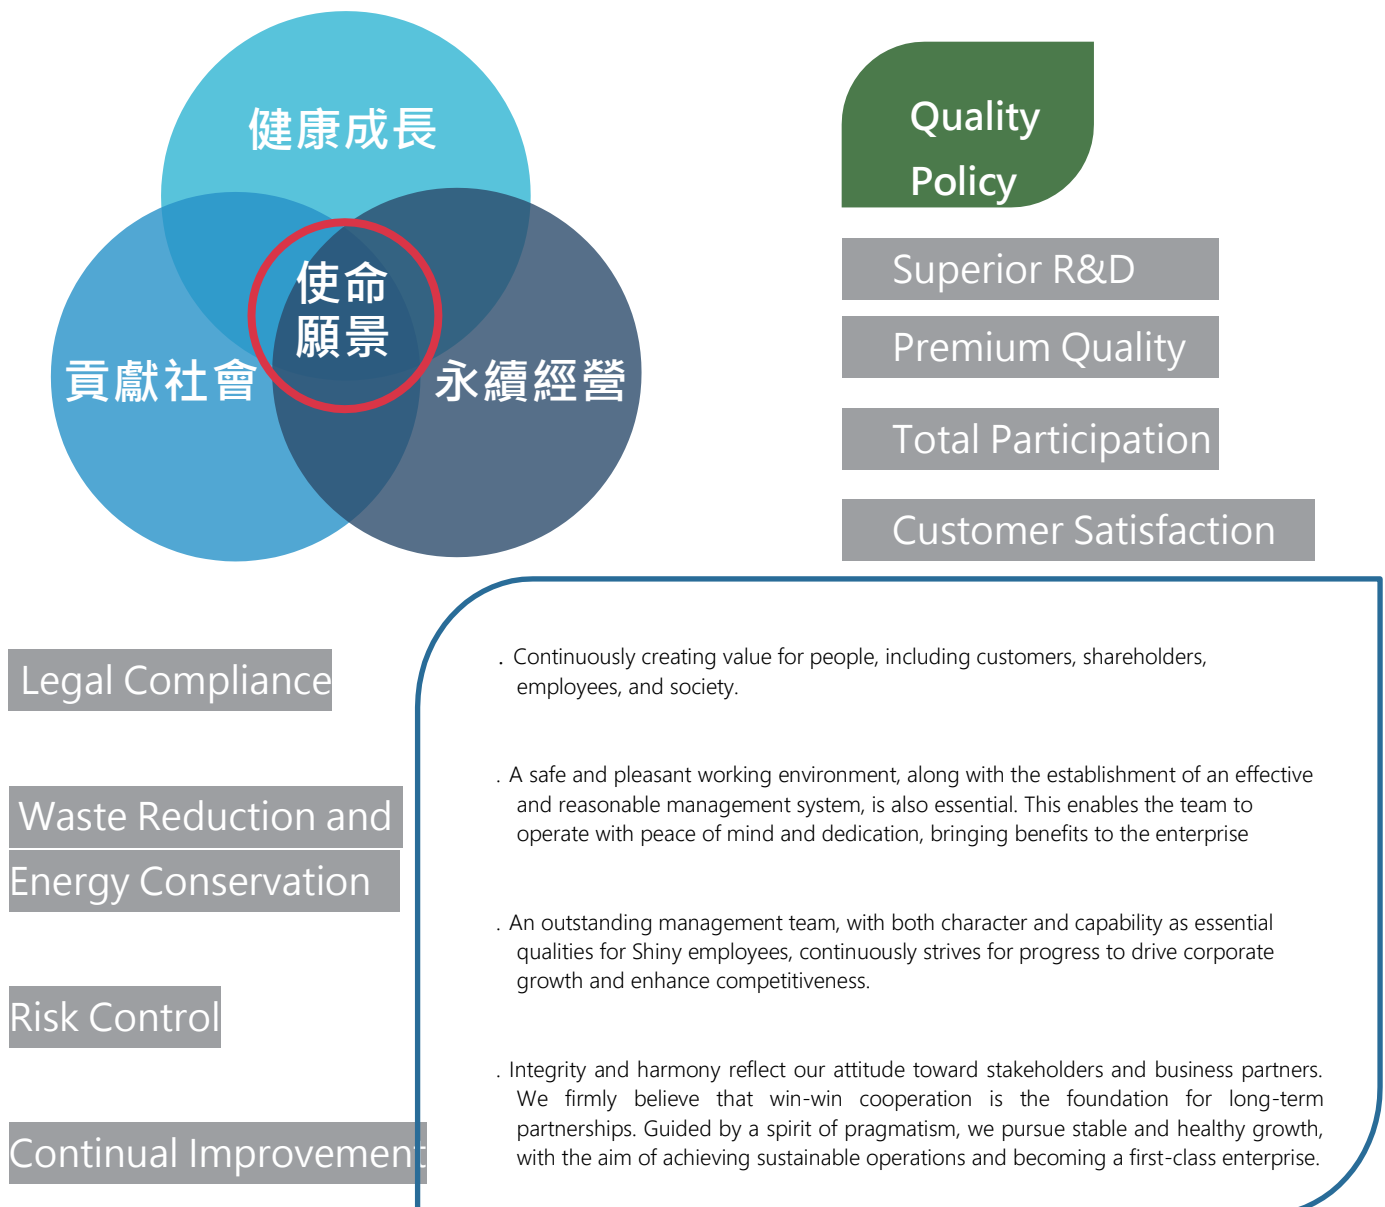 健康成長
使命
願景
貢獻社會
永續經營
Quality
Policy
Superior R&D
Premium Quality
Total Participation
Customer Satisfaction
Legal Compliance
Waste Reduction and
Energy Conservation
Risk Control
Continual Improvement
. Continuously creating value for people, including customers, shareholders,
employees, and society.
. A safe and pleasant working environment, along with the establishment of an effective
and reasonable management system, is also essential. This enables the team to
operate with peace of mind and dedication, bringing benefits to the enterprise
. An outstanding management team, with both character and capability as essential
qualities for Shiny employees, continuously strives for progress to drive corporate
growth and enhance competitiveness.
. Integrity and harmony reflect our attitude toward stakeholders and business partners.
We firmly believe that win-win cooperation is the foundation for long-term
partnerships. Guided by a spirit of pragmatism, we pursue stable and healthy growth,
with the aim of achieving sustainable operations and becoming a first-class enterprise.